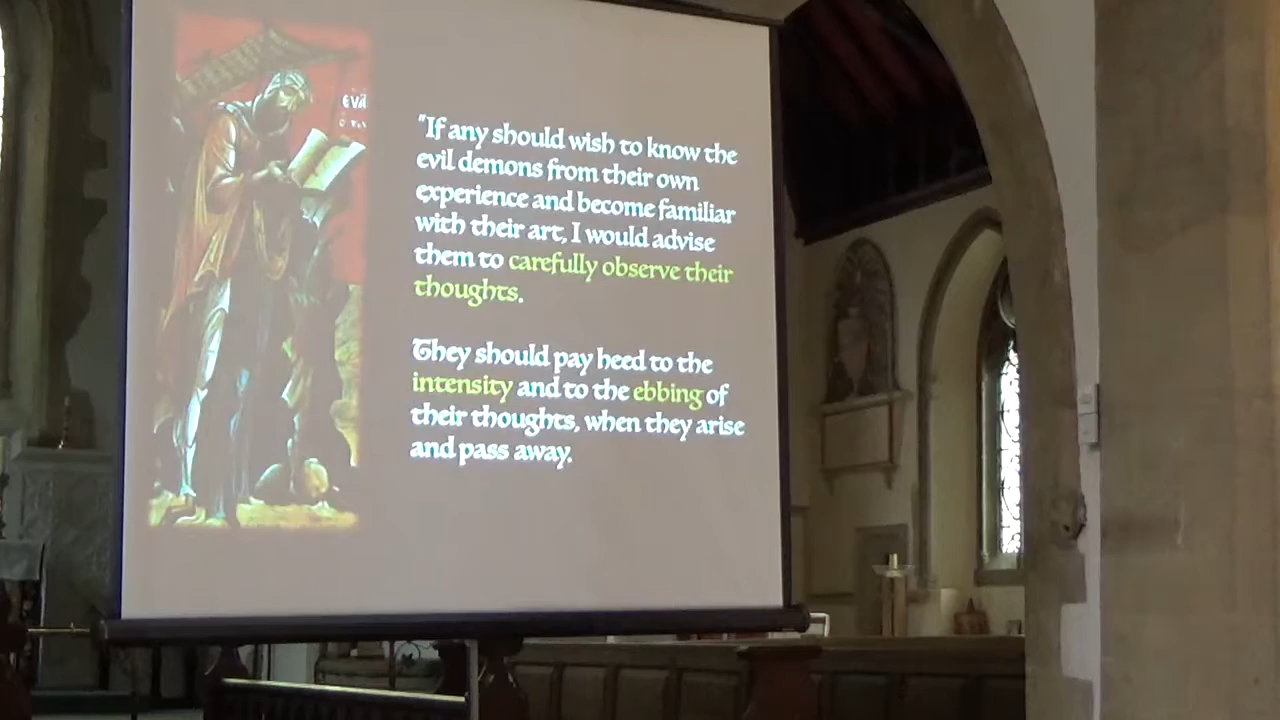 ЄVA
"If any should wish to know the
evil demons from their own
experience and become familiar
with their art, I would advise
them to carefully observe their
thoughts.
They should pay heed to the
intensity and to the ebbing of
their thoughts, when they arise
and pass away.